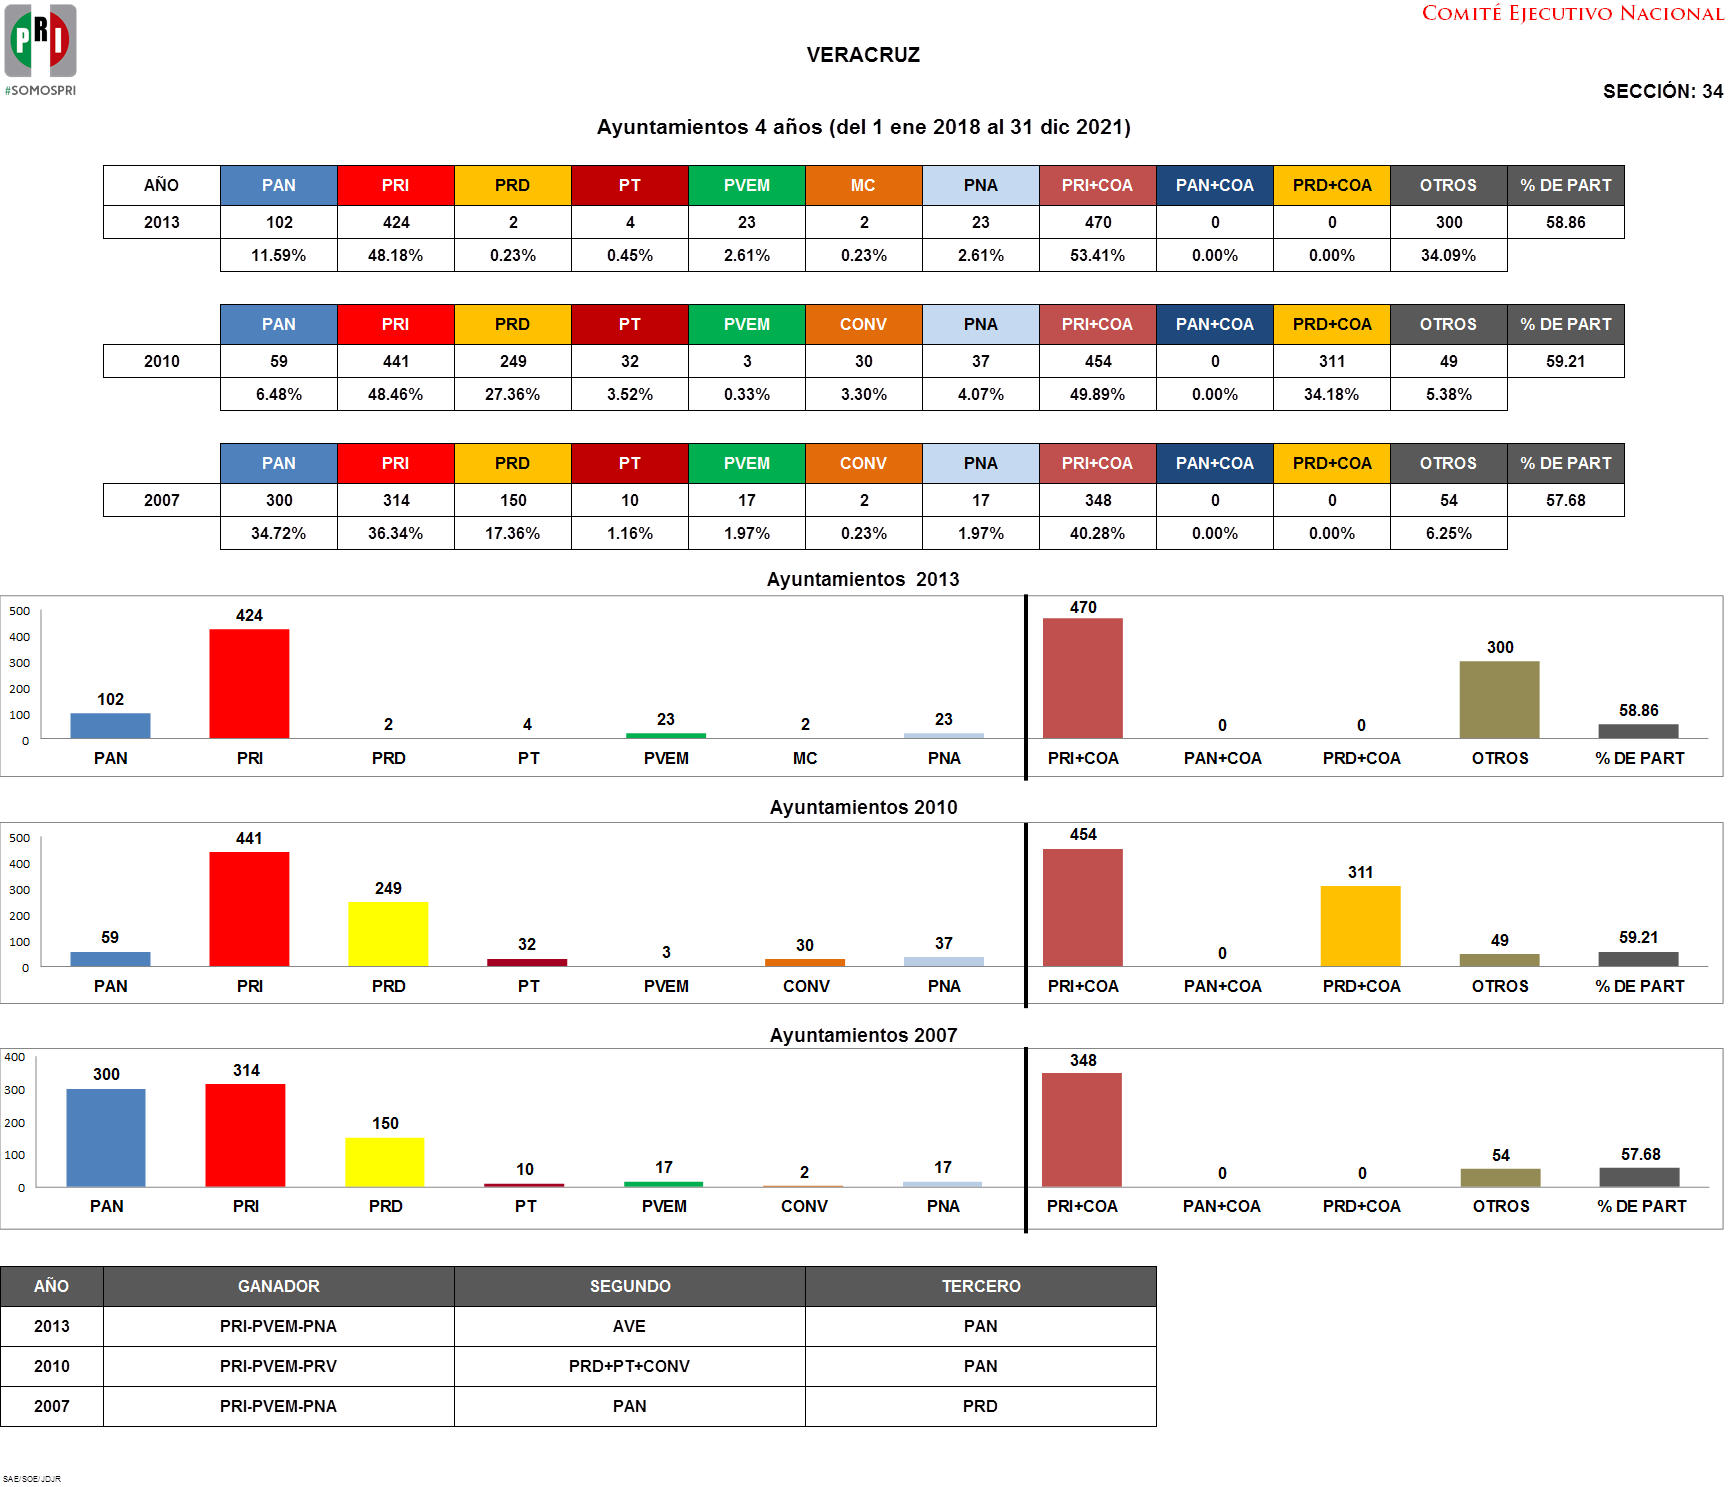 PRI
#SOMOSPRI
COMITÉ EJECUTIVO NACIONAL
VERACRUZ
SECCIÓN: 34
Ayuntamientos 4 años (del 1 ene 2018 al 31 dic 2021)
AÑO PAN PRI PRD PT PVEM MC PNA PRI+COA PAN+COA PRD+COA OTROS % DE PART
2013 102 424 2 4 23 2 23 470 0 0 300 58.86
11.59% 48.18% 0.23% 0.45% 2.61% 0.23% 2.61% 53.41% 0.00% 0.00% 34.09%
PAN PRI PRD PT PVEM CONV PNA PRI+COA PAN+COA PRD+COA OTROS % DE PART
2010 59 441 249 32 3 30 37 454 0 311 49 59.21
6.48% 48.46% 27.36% 3.52% 0.33% 3.30% 4.07% 49.89% 0.00% 34.18% 5.38%
PAN PRI PRD PT PVEM CONV PNA PRI+COA PAN+COA PRD+COA OTROS % DE PART
2007 300 314 150 10 17 2 17 348 0 0 54 57.68
34.72% 36.34% 17.36% 1.16% 1.97% 0.23% 1.97% 40.28% 0.00% 0.00% 6.25%
Ayuntamientos 2013
500
400
300
200
100
0
102 424 2 4 23 2 23 470 0 0 300 58.86
PAN PRI PRD PT PVEM MC PNA PRI+COA PAN+COA PRD+COA OTROS % DE PART
Ayuntamientos 2010
500
400
300
200
100
0
59 441 249 32 3 30 37 454 0 311 49 59.21
PAN PRI PRD PT PVEM CONV PNA PRI+COA PAN+COA PRD+COA OTROS % DE PART
Ayuntamientos 2007
400
300
200
100
0
300 314 150 10 17 2 17 348 0 0 54 57.68
PAN PRI PRD PT PVEM CONV PNA PRI+COA PAN+COA PRD+COA OTROS % DE PART
AÑO GANADOR SEGUNDO TERCERO
2013 PRI-PVEM-PNA AVE PAN
2010 PRI-PVEM-PRV PRD+PT+CONV PAN
2007 PRI-PVEM-PNA PAN PRD
SAE/SOE/JDJR